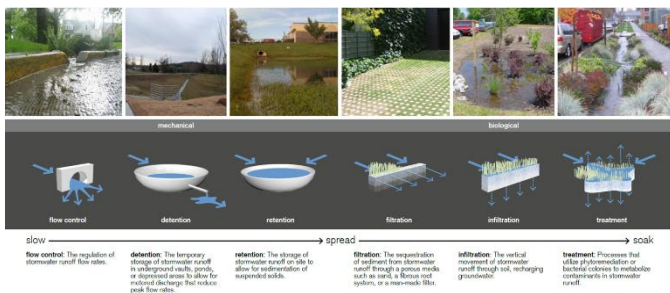 mechanical
biological
flow control
detention
retention
filtration
infiltration
treatment
slow
spread
soak
flow control: The regulation of
stormwater runoff flow rates.
detention: The temporary
storage of stormwater runoff
in underground vaults, ponds,
or depressed areas to allow for
metered discharge that reduce
peak flow rates.
retention: The storage
of stormwater runoff on site to
allow for sedimentation of
suspended solids.
filtration: The sequestration
of sediment from stormwater
runoff through a porous media
such as sand, a fibrous root
system, or a man-made filter.
infiltration: The vertical
movement of stormwater
runoff through soil, recharging
groundwater.
treatment: Processes that
utilize phytoremediation or
bacterial colonies to metabolize
contaminants in stormwater
runoff.